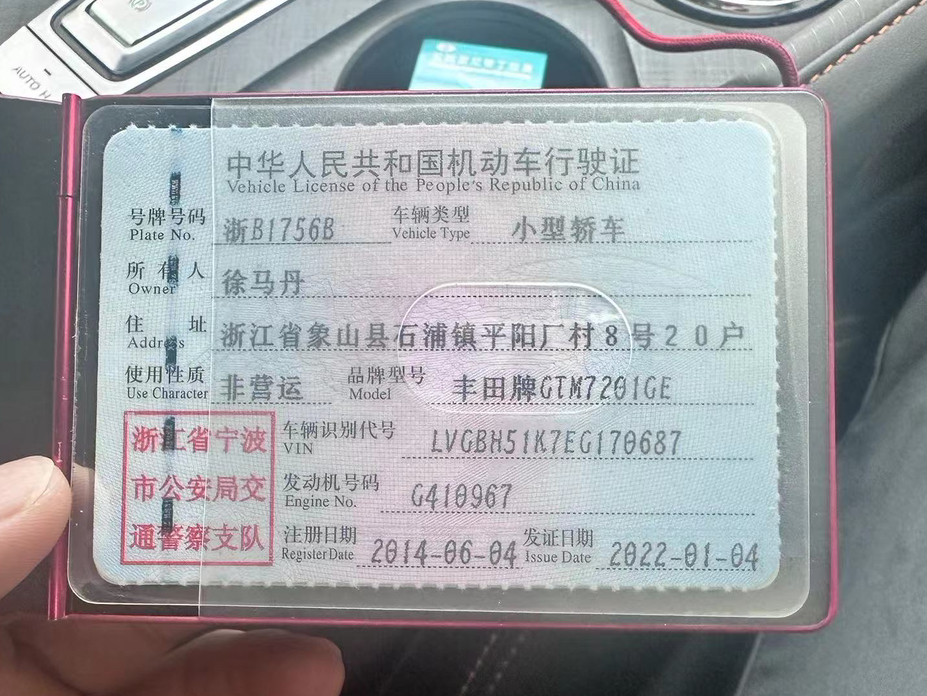 AUTO H
中华人民共和国机动车行驶证
Vehicle License of the People's Republic of China
号牌号码 浙B1756B 车辆类型 小型轿车
Plate No. Vehicle Type
所有人 徐马丹
Owner
住址 浙江省象山县石浦镇平阳厂村8号20户
Address
使用性质 非营运 品牌型号 丰田牌GTM7201GE
Use Character Model
浙江省宁波
市公安局交
通警察支队
车辆识别代号 LVGBH51K7EG170687
VIN
发动机号码 G410967
Engine No.
注册日期 2014-06-04 发证日期 2022-01-04
Register Date Issue Date